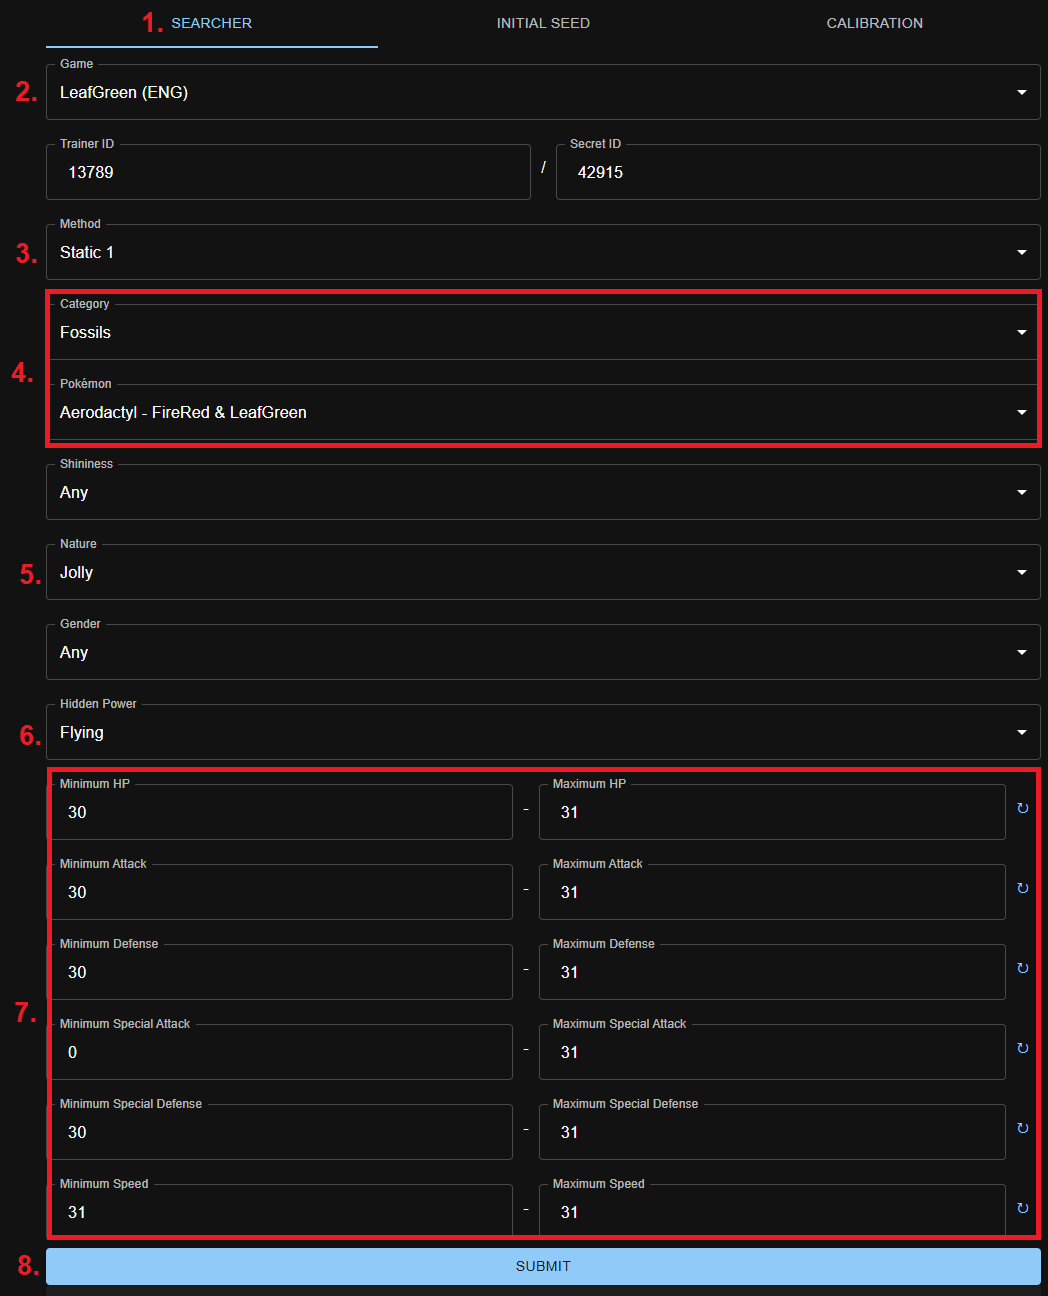 1. SEARCHER INITIAL SEED CALIBRATION
Game
2. LeafGreen (ENG)
Trainer ID Secret ID
13789 / 42915
Method
3. Static 1
Category
Fossils
4.
Pokémon
Aerodactyl - FireRed & LeafGreen
Shininess
Any
Nature
5. Jolly
Gender
Any
Hidden Power
6. Flying
Minimum HP Maximum HP
30 - 31 ↻
Minimum Attack Maximum Attack
30 - 31 ↻
Minimum Defense Maximum Defense
30 - 31 ↻
7.
Minimum Special Attack Maximum Special Attack
0 - 31 ↻
Minimum Special Defense Maximum Special Defense
30 - 31 ↻
Minimum Speed Maximum Speed
31 - 31 ↻
8. SUBMIT